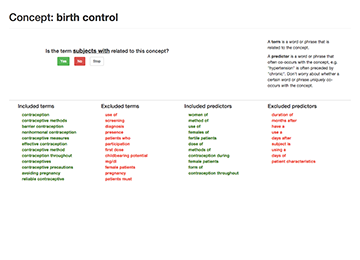 Concept: birth control
Is the term subjects with related to this concept?
Yes
No
Skip
A term is a word or phrase that is
related to the concept.
A predictor is a word or phrase that
often co-occurs with the concept, e.g.
"hypertension" is often preceded by
"chronic". Don't worry about whether a
certain word or phrase uniquely co-
occurs with the concept.
Included terms
contraception
contraceptive methods
barrier contraception
nonhormonal contraception
contraceptive measures
effective contraception
contraceptive method
contraception throughout
contraceptives
contraceptive precautions
avoiding pregnancy
reliable contraceptive
Excluded terms
use of
screening
diagnosis
presence
patients who
participation
first dose
childbearing potential
mg/dl
female patients
pregnancy
patients must
Included predictors
women of
method of
use of
females of
fertile patients
dose of
methods of
contraception during
female patients
form of
contraception throughout
Excluded predictors
duration of
months after
have a
use a
days after
subject is
using a
days of
patient characteristics